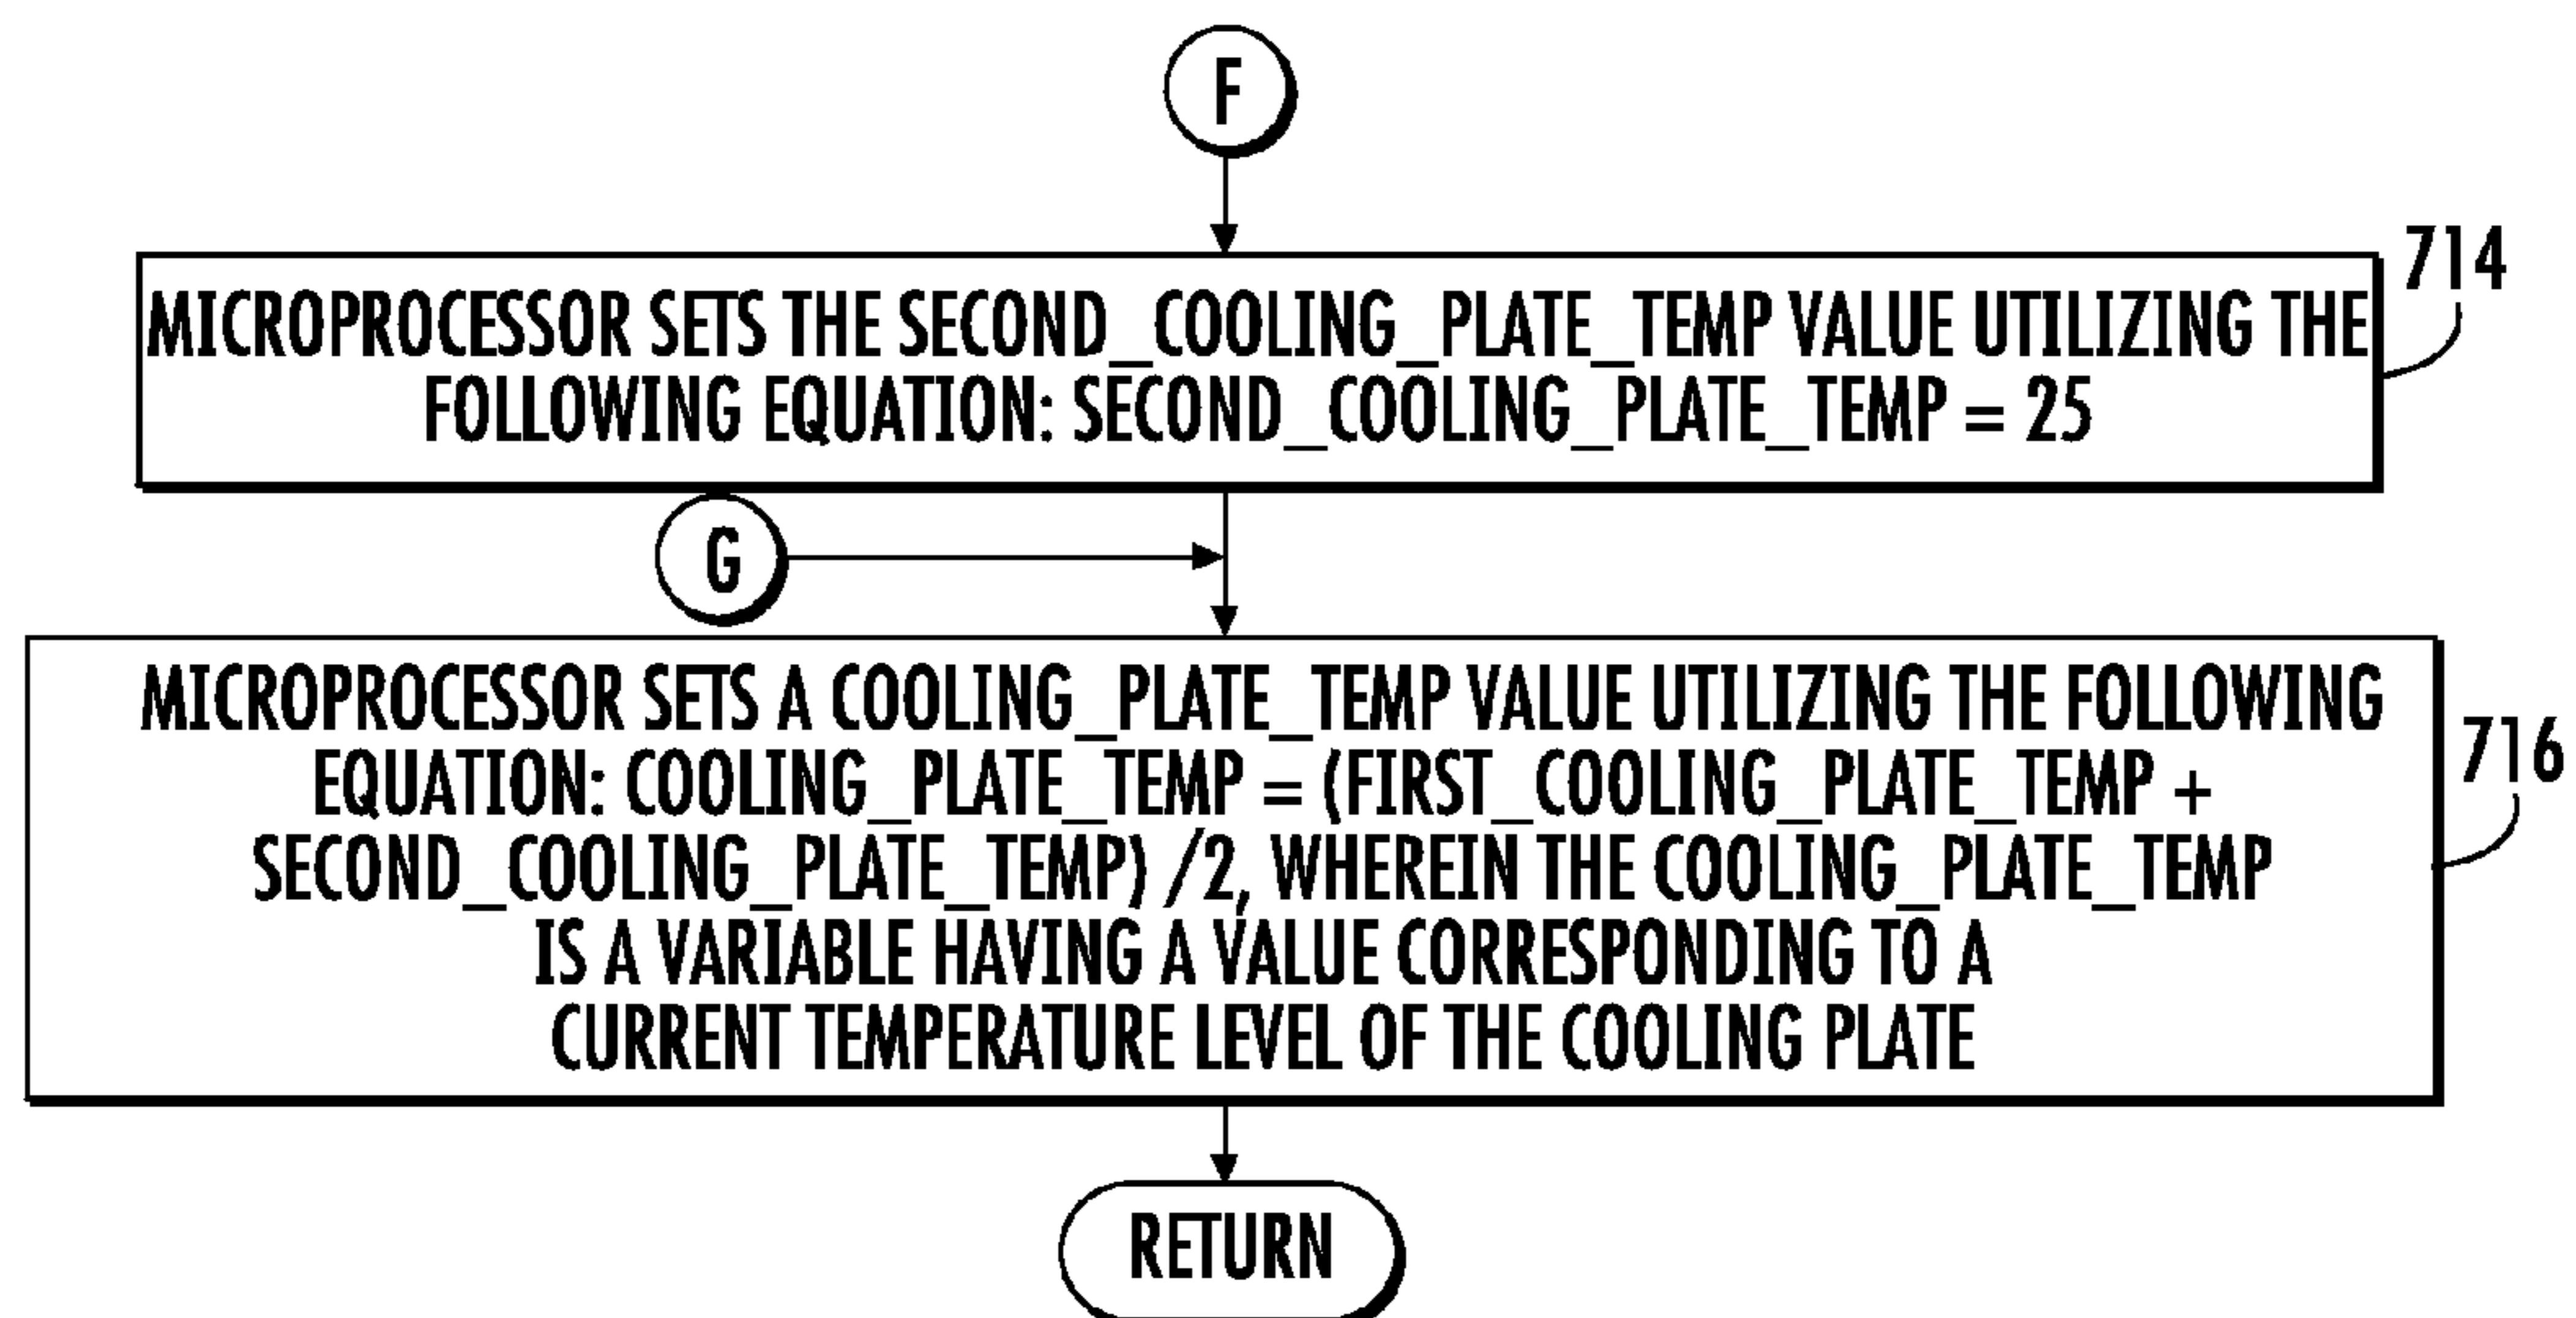 F
714
MICROPROCESSOR SETS THE SECOND_COOLING_PLATE_TEMP VALUE UTILIZING THE
FOLLOWING EQUATION: SECOND_COOLING_PLATE_TEMP = 25
G
MICROPROCESSOR SETS A COOLING_PLATE_TEMP VALUE UTILIZING THE FOLLOWING
716
EQUATION: COOLING_PLATE_TEMP = (FIRST_COOLING_PLATE_TEMP +
SECOND_COOLING_PLATE_TEMP) /2, WHEREIN THE COOLING_PLATE_TEMP
IS A VARIABLE HAVING A VALUE CORRESPONDING TO A
CURRENT TEMPERATURE LEVEL OF THE COOLING PLATE
RETURN